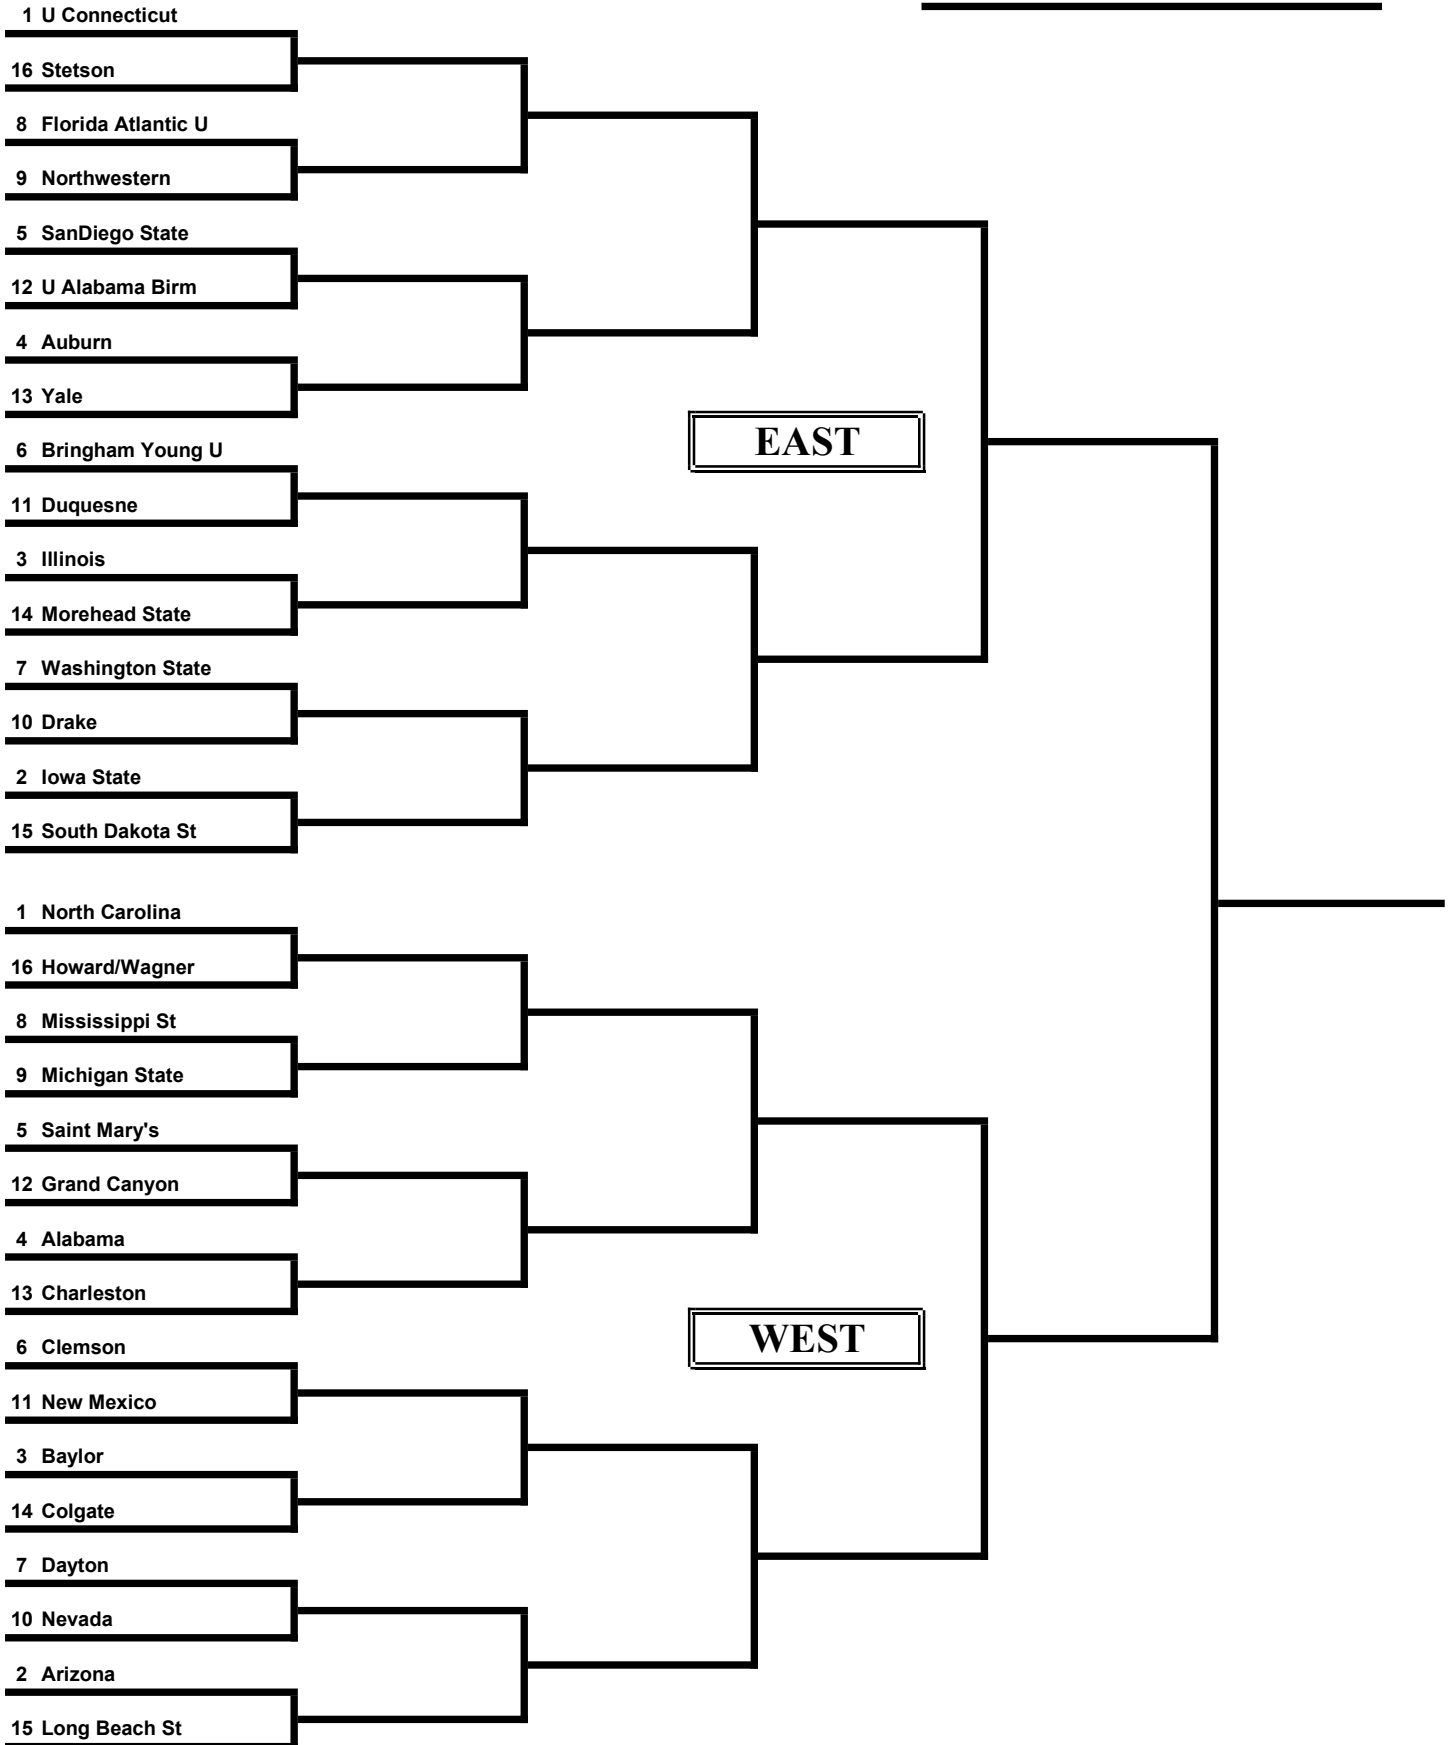 1 U Connecticut
16 Stetson
8 Florida Atlantic U
9 Northwestern
5 SanDiego State
12 U Alabama Birm
4 Auburn
13 Yale
EAST
6 Bringham Young U
11 Duquesne
3 Illinois
14 Morehead State
7 Washington State
10 Drake
2 Iowa State
15 South Dakota St
1 North Carolina
16 Howard/Wagner
8 Mississippi St
9 Michigan State
5 Saint Mary's
12 Grand Canyon
4 Alabama
13 Charleston
WEST
6 Clemson
11 New Mexico
3 Baylor
14 Colgate
7 Dayton
10 Nevada
2 Arizona
15 Long Beach St